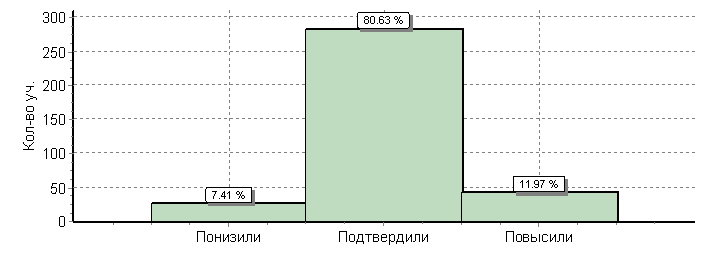 Кол-во уч.
300
250
200
150
100
50
0
7.41 %
80.63 %
11.97 %
Понизили
Подтвердили
Повысили